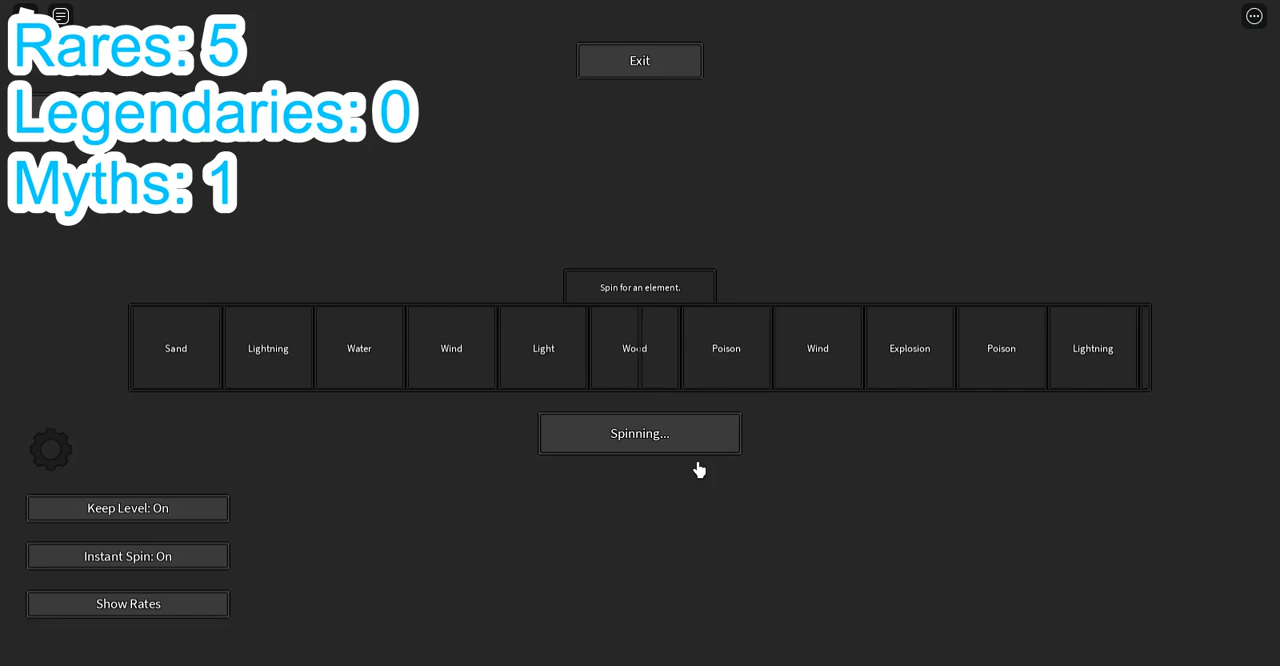 Rares: 5
Legendaries: 0
Myths: 1
Exit
Spin for an element.
Sand Lightning Water Wind Light Wood Poison Wind Explosion Poison Lightning
Spinning...
Keep Level: On
Instant Spin: On
Show Rates